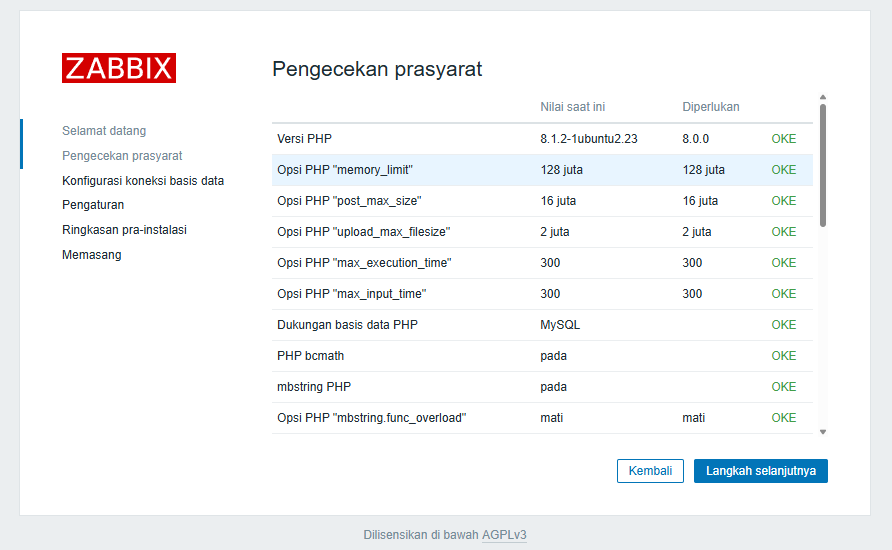 ZABBIX
Selamat datang
Pengecekan prasyarat
Konfigurasi koneksi basis data
Pengaturan
Ringkasan pra-instalasi
Memasang
Pengecekan prasyarat
Nilai saat ini Diperlukan
Versi PHP 8.1.2-1ubuntu2.23 8.0.0 OKE
Opsi PHP "memory_limit" 128 juta 128 juta OKE
Opsi PHP "post_max_size" 16 juta 16 juta OKE
Opsi PHP "upload_max_filesize" 2 juta 2 juta OKE
Opsi PHP "max_execution_time" 300 300 OKE
Opsi PHP "max_input_time" 300 300 OKE
Dukungan basis data PHP MySQL OKE
PHP bcmath pada OKE
mbstring PHP pada OKE
Opsi PHP "mbstring.func_overload" mati mati OKE
Kembali Langkah selanjutnya
Dilisensikan di bawah AGPLv3